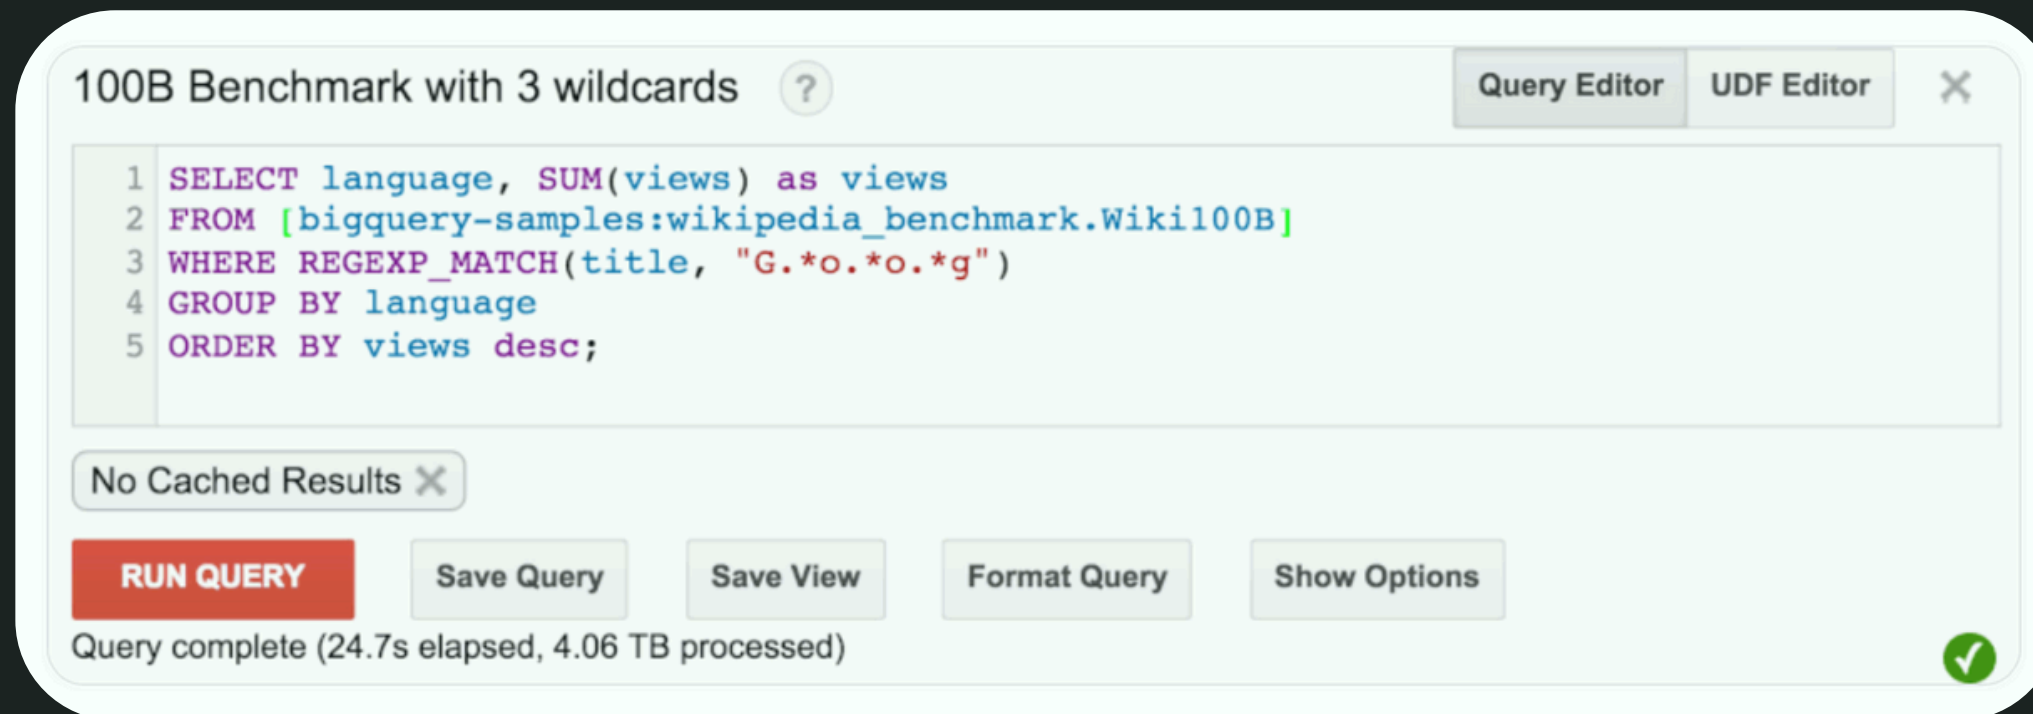 100B Benchmark with 3 wildcards ? Query Editor UDF Editor
1 SELECT language, SUM(views) as views
2 FROM [bigquery-samples:wikipedia_benchmark.Wiki100B]
3 WHERE REGEXP_MATCH(title, "G.*o.*o.*g")
4 GROUP BY language
5 ORDER BY views desc;
No Cached Results
RUN QUERY Save Query Save View Format Query Show Options
Query complete (24.7s elapsed, 4.06 TB processed)